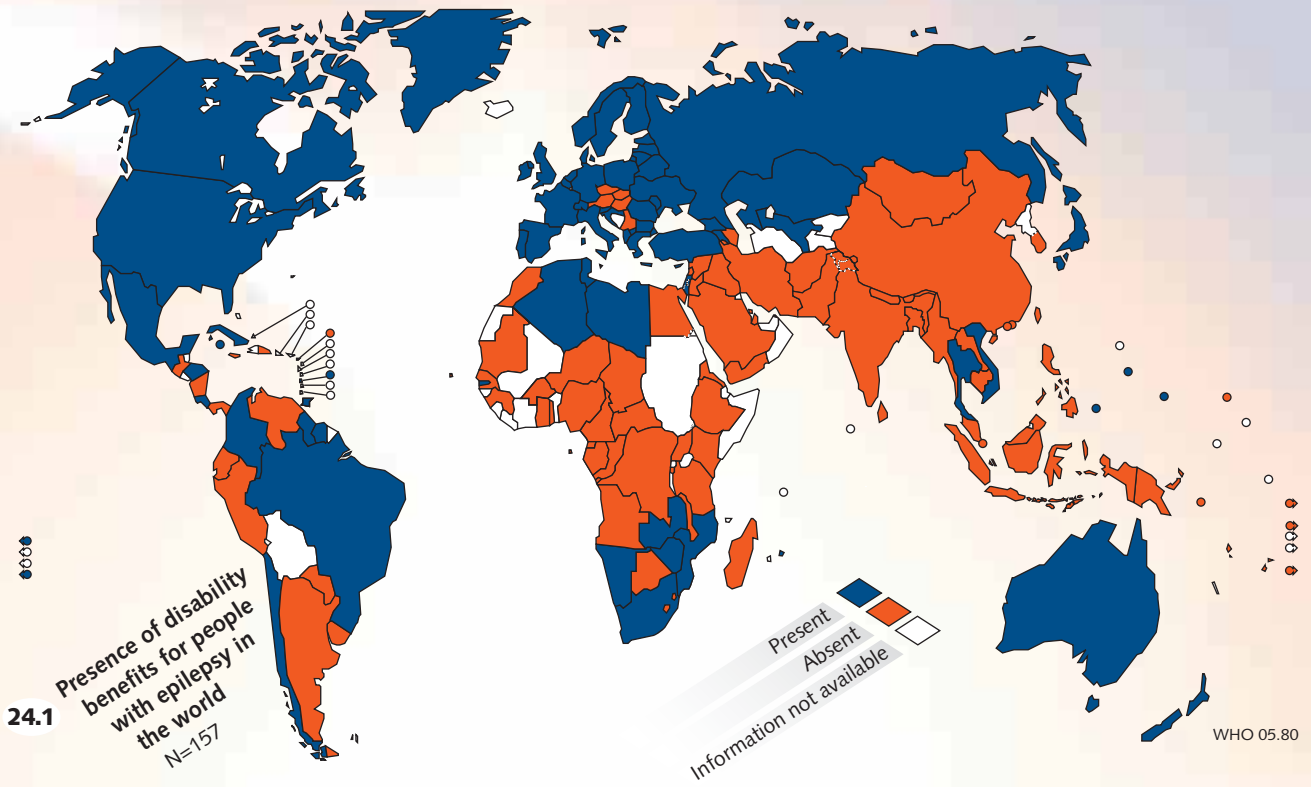 Presence of disability
benefits for people
with epilepsy in
the world
N=157
24.1
Present
Absent
Information not available
WHO 05.80